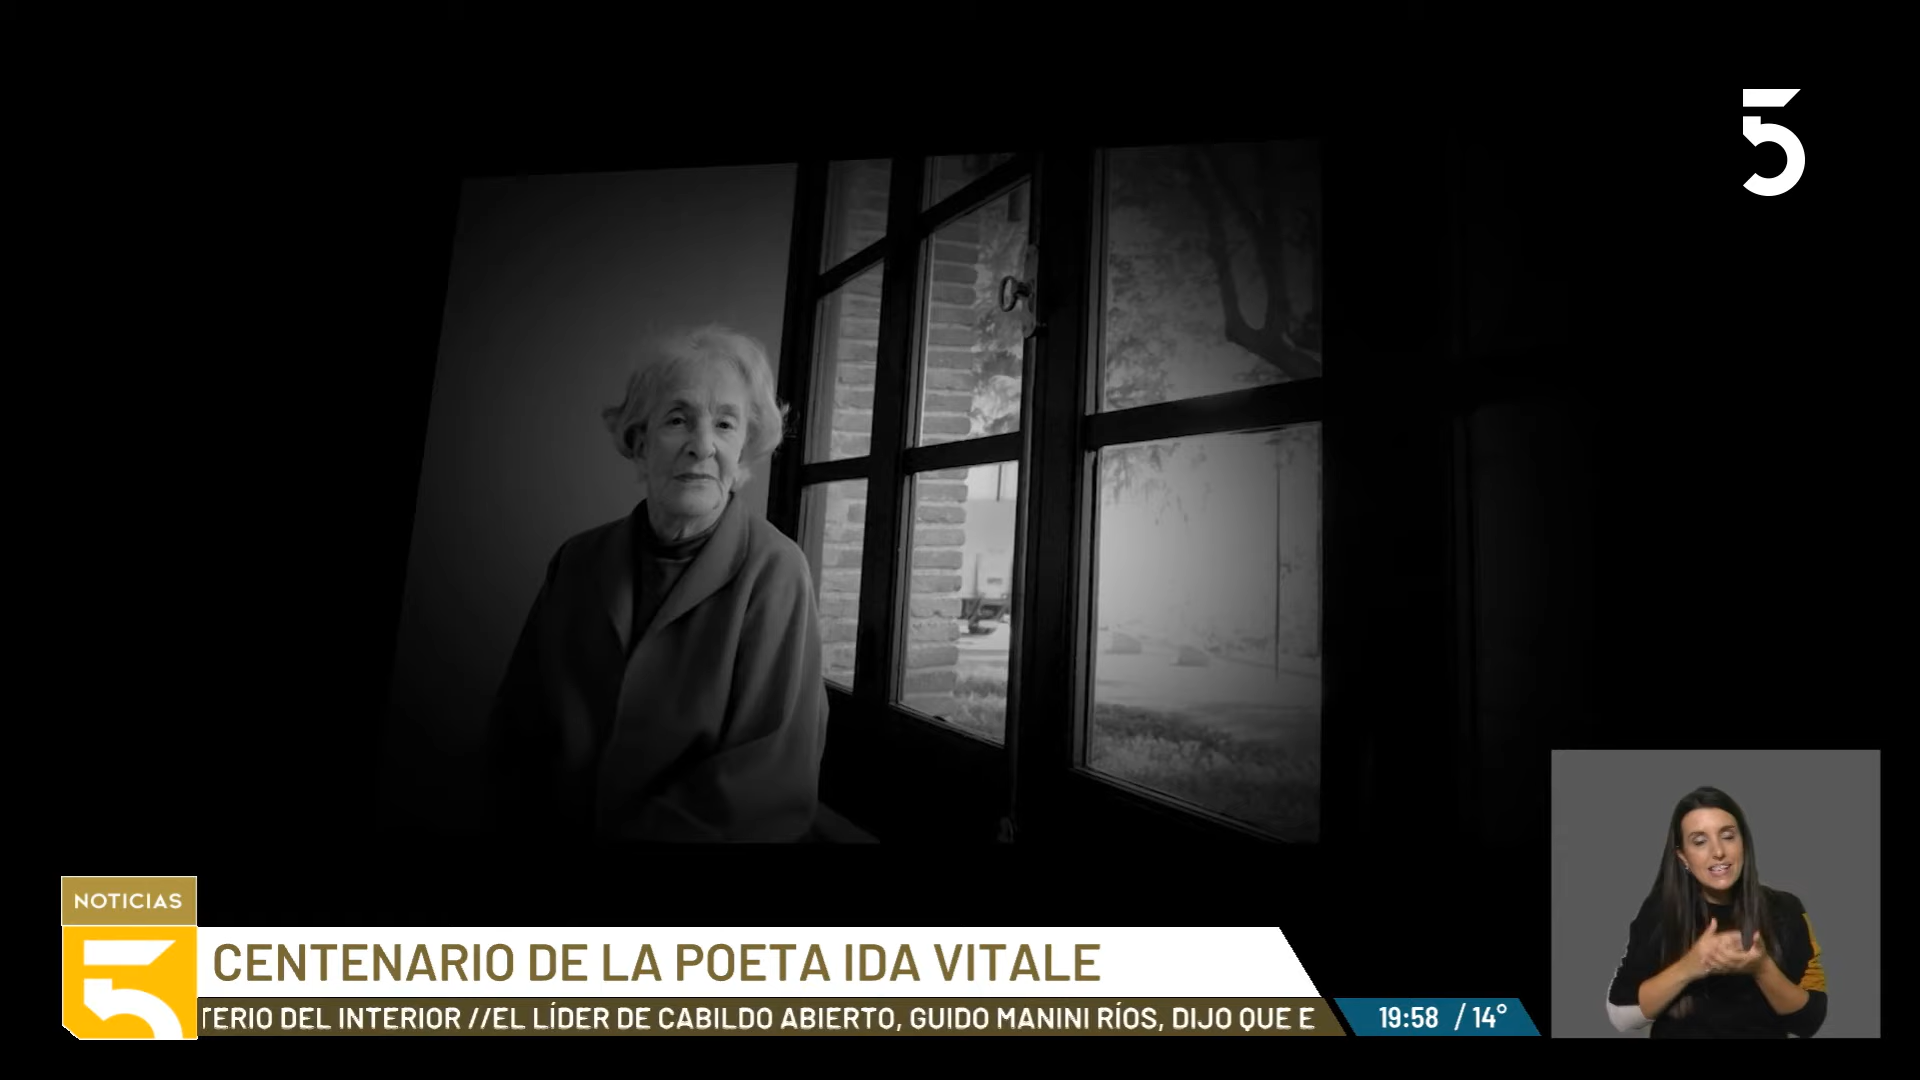 5
NOTICIAS
5
CENTENARIO DE LA POETA IDA VITALE
DEL INTERIOR //EL LÍDER DE CABILDO ABIERTO, GUIDO MANINI RÍOS, DIJO QUE E
19:58 / 14°